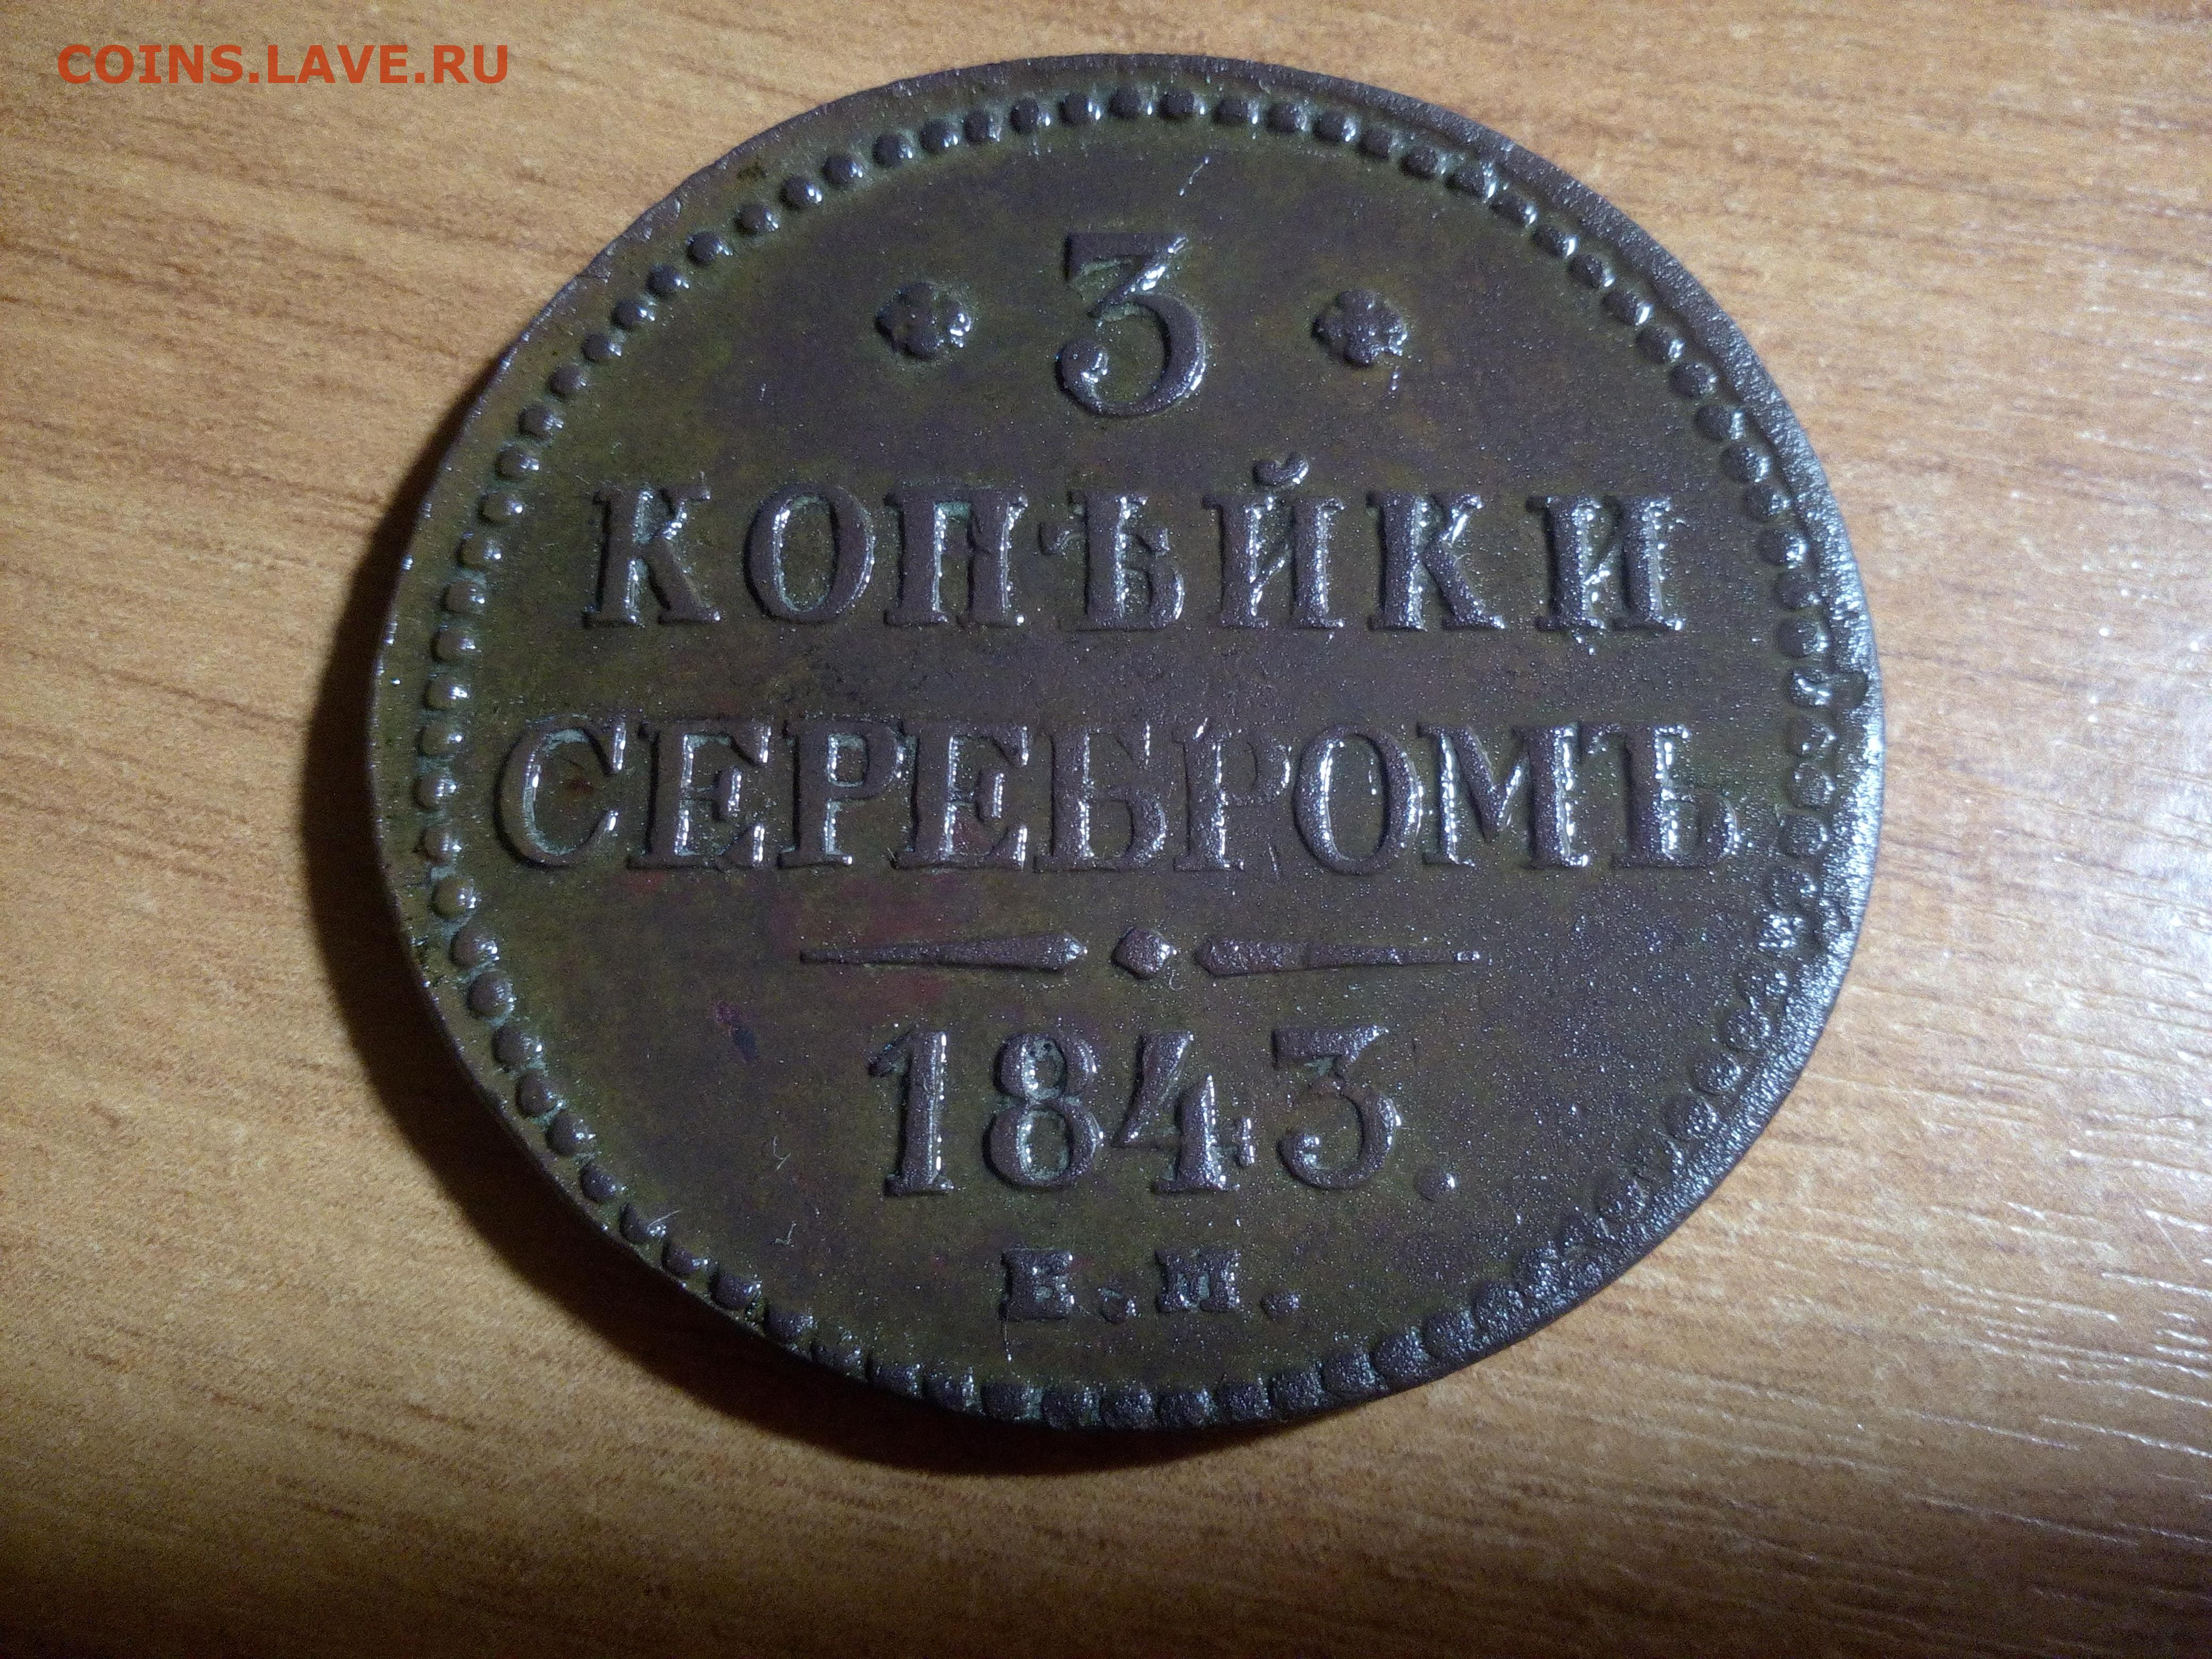 COINS.LAVE.RU
3
КОПѢЙКИ
СЕРЕБРОМЪ
1843.
Е.М.